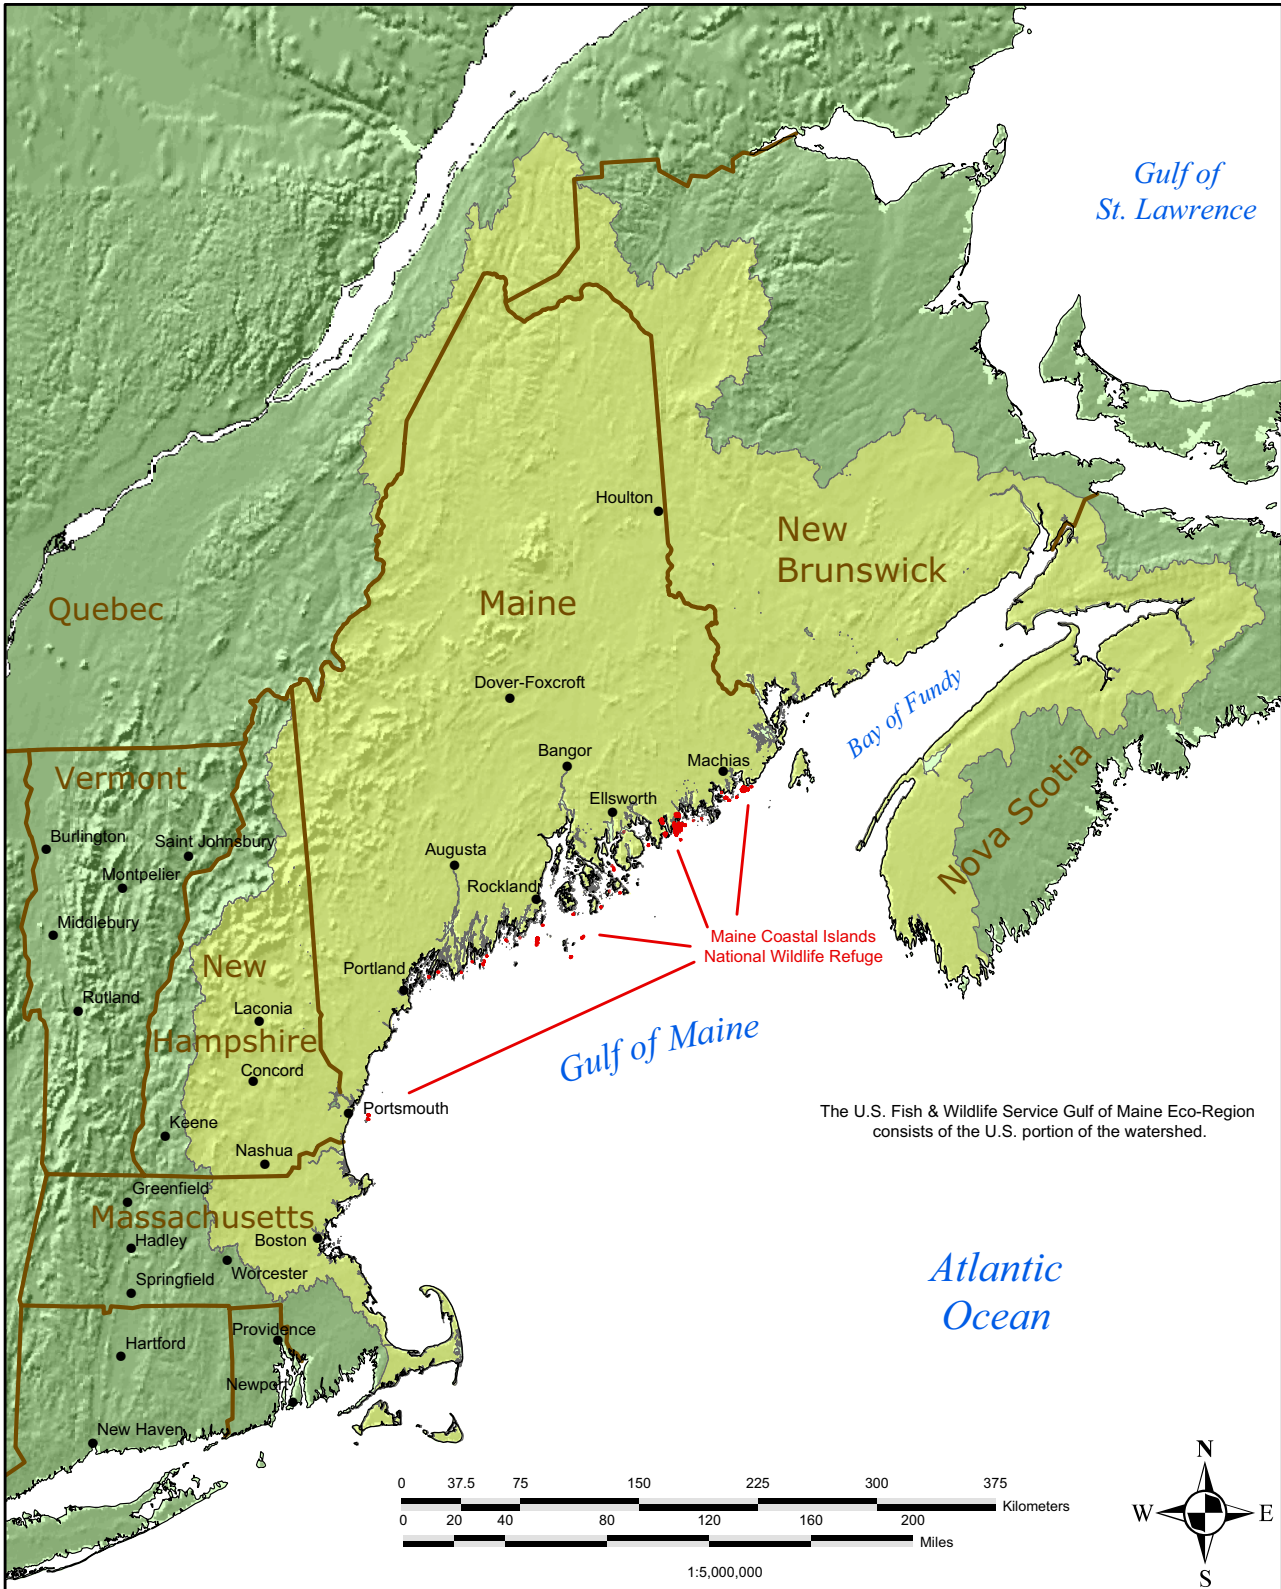 Gulf of
St. Lawrence
Houlton
New
Brunswick
Quebec
Maine
Dover-Foxcroft
Bay of Fundy
Bangor
Machias
Vermont
Nova Scotia
Ellsworth
Burlington
Saint Johnsbury
Augusta
Montpelier
Rockland
Middlebury
Maine Coastal Islands
National Wildlife Refuge
New
Portland
Rutland
Laconia
Hampshire
Gulf of Maine
Concord
Portsmouth
The U.S. Fish & Wildlife Service Gulf of Maine Eco-Region
consists of the U.S. portion of the watershed.
Keene
Nashua
Greenfield
Massachusetts
Hadley
Boston
Worcester
Springfield
Atlantic
Ocean
Providence
Hartford
Newport
New Haven
N
W E
S
0 37.5 75 150 225 300 375
Kilometers
0 20 40 80 120 160 200
Miles
1:5,000,000